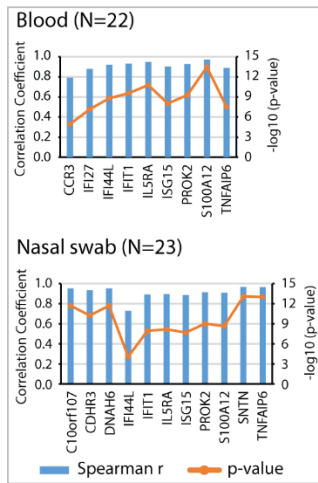 Blood (N=22)
Correlation Coefficient
1.0
0.8
0.6
0.4
0.2
0.0
15
12
9
6
3
0
-log10 (p-value)
CCR3
IFI27
IFI44L
IFIT1
IL5RA
ISG15
PROK2
S100A12
TNFAIP6
Nasal swab (N=23)
Correlation Coefficient
1.0
0.8
0.6
0.4
0.2
0.0
15
12
9
6
3
0
-log10 (p-value)
C10orf107
CDHR3
DNAH6
IFI44L
IFIT1
IL5RA
ISG15
PROK2
S100A12
SNTN
TNFAIP6
Spearman r
p-value